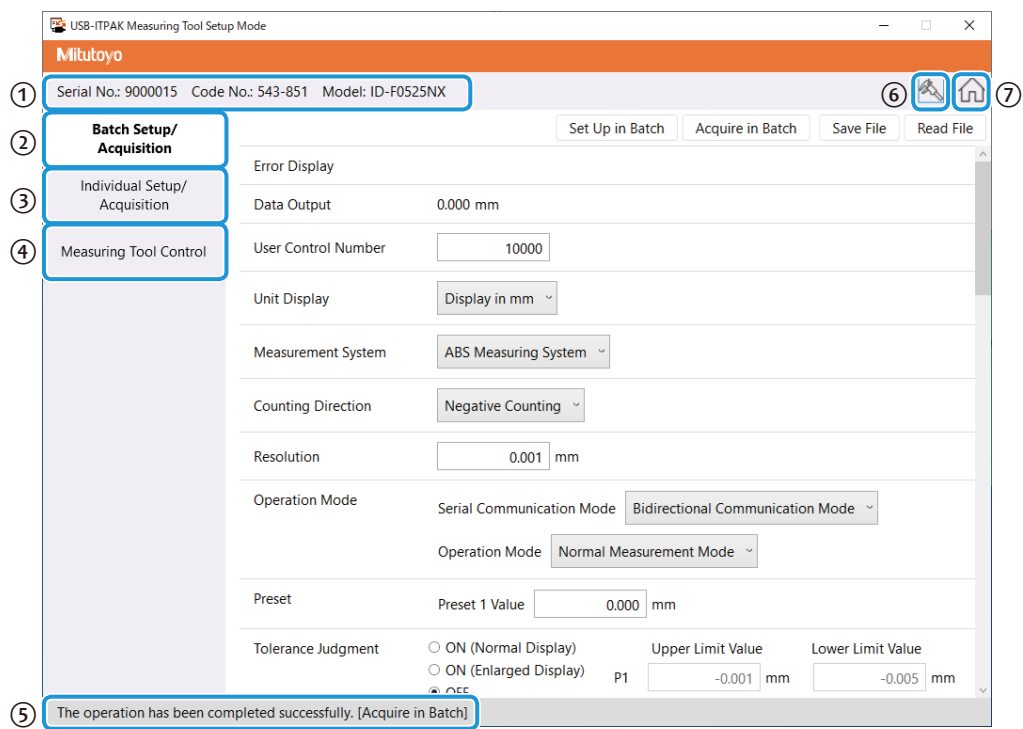 USB-ITPAK Measuring Tool Setup Mode
Mitutoyo
① Serial No.: 9000015 Code No.: 543-851 Model: ID-F0525NX ⑥ ⑦
② Batch Setup/
Acquisition
Set Up in Batch Acquire in Batch Save File Read File
③ Individual Setup/
Acquisition
④ Measuring Tool Control
Error Display
Data Output 0.000 mm
User Control Number 10000
Unit Display Display in mm
Measurement System ABS Measuring System
Counting Direction Negative Counting
Resolution 0.001 mm
Operation Mode Serial Communication Mode Bidirectional Communication Mode
Operation Mode Normal Measurement Mode
Preset Preset 1 Value 0.000 mm
Tolerance Judgment ON (Normal Display) Upper Limit Value Lower Limit Value
ON (Enlarged Display) P1 -0.001 mm -0.005 mm
OFF
⑤ The operation has been completed successfully. [Acquire in Batch]